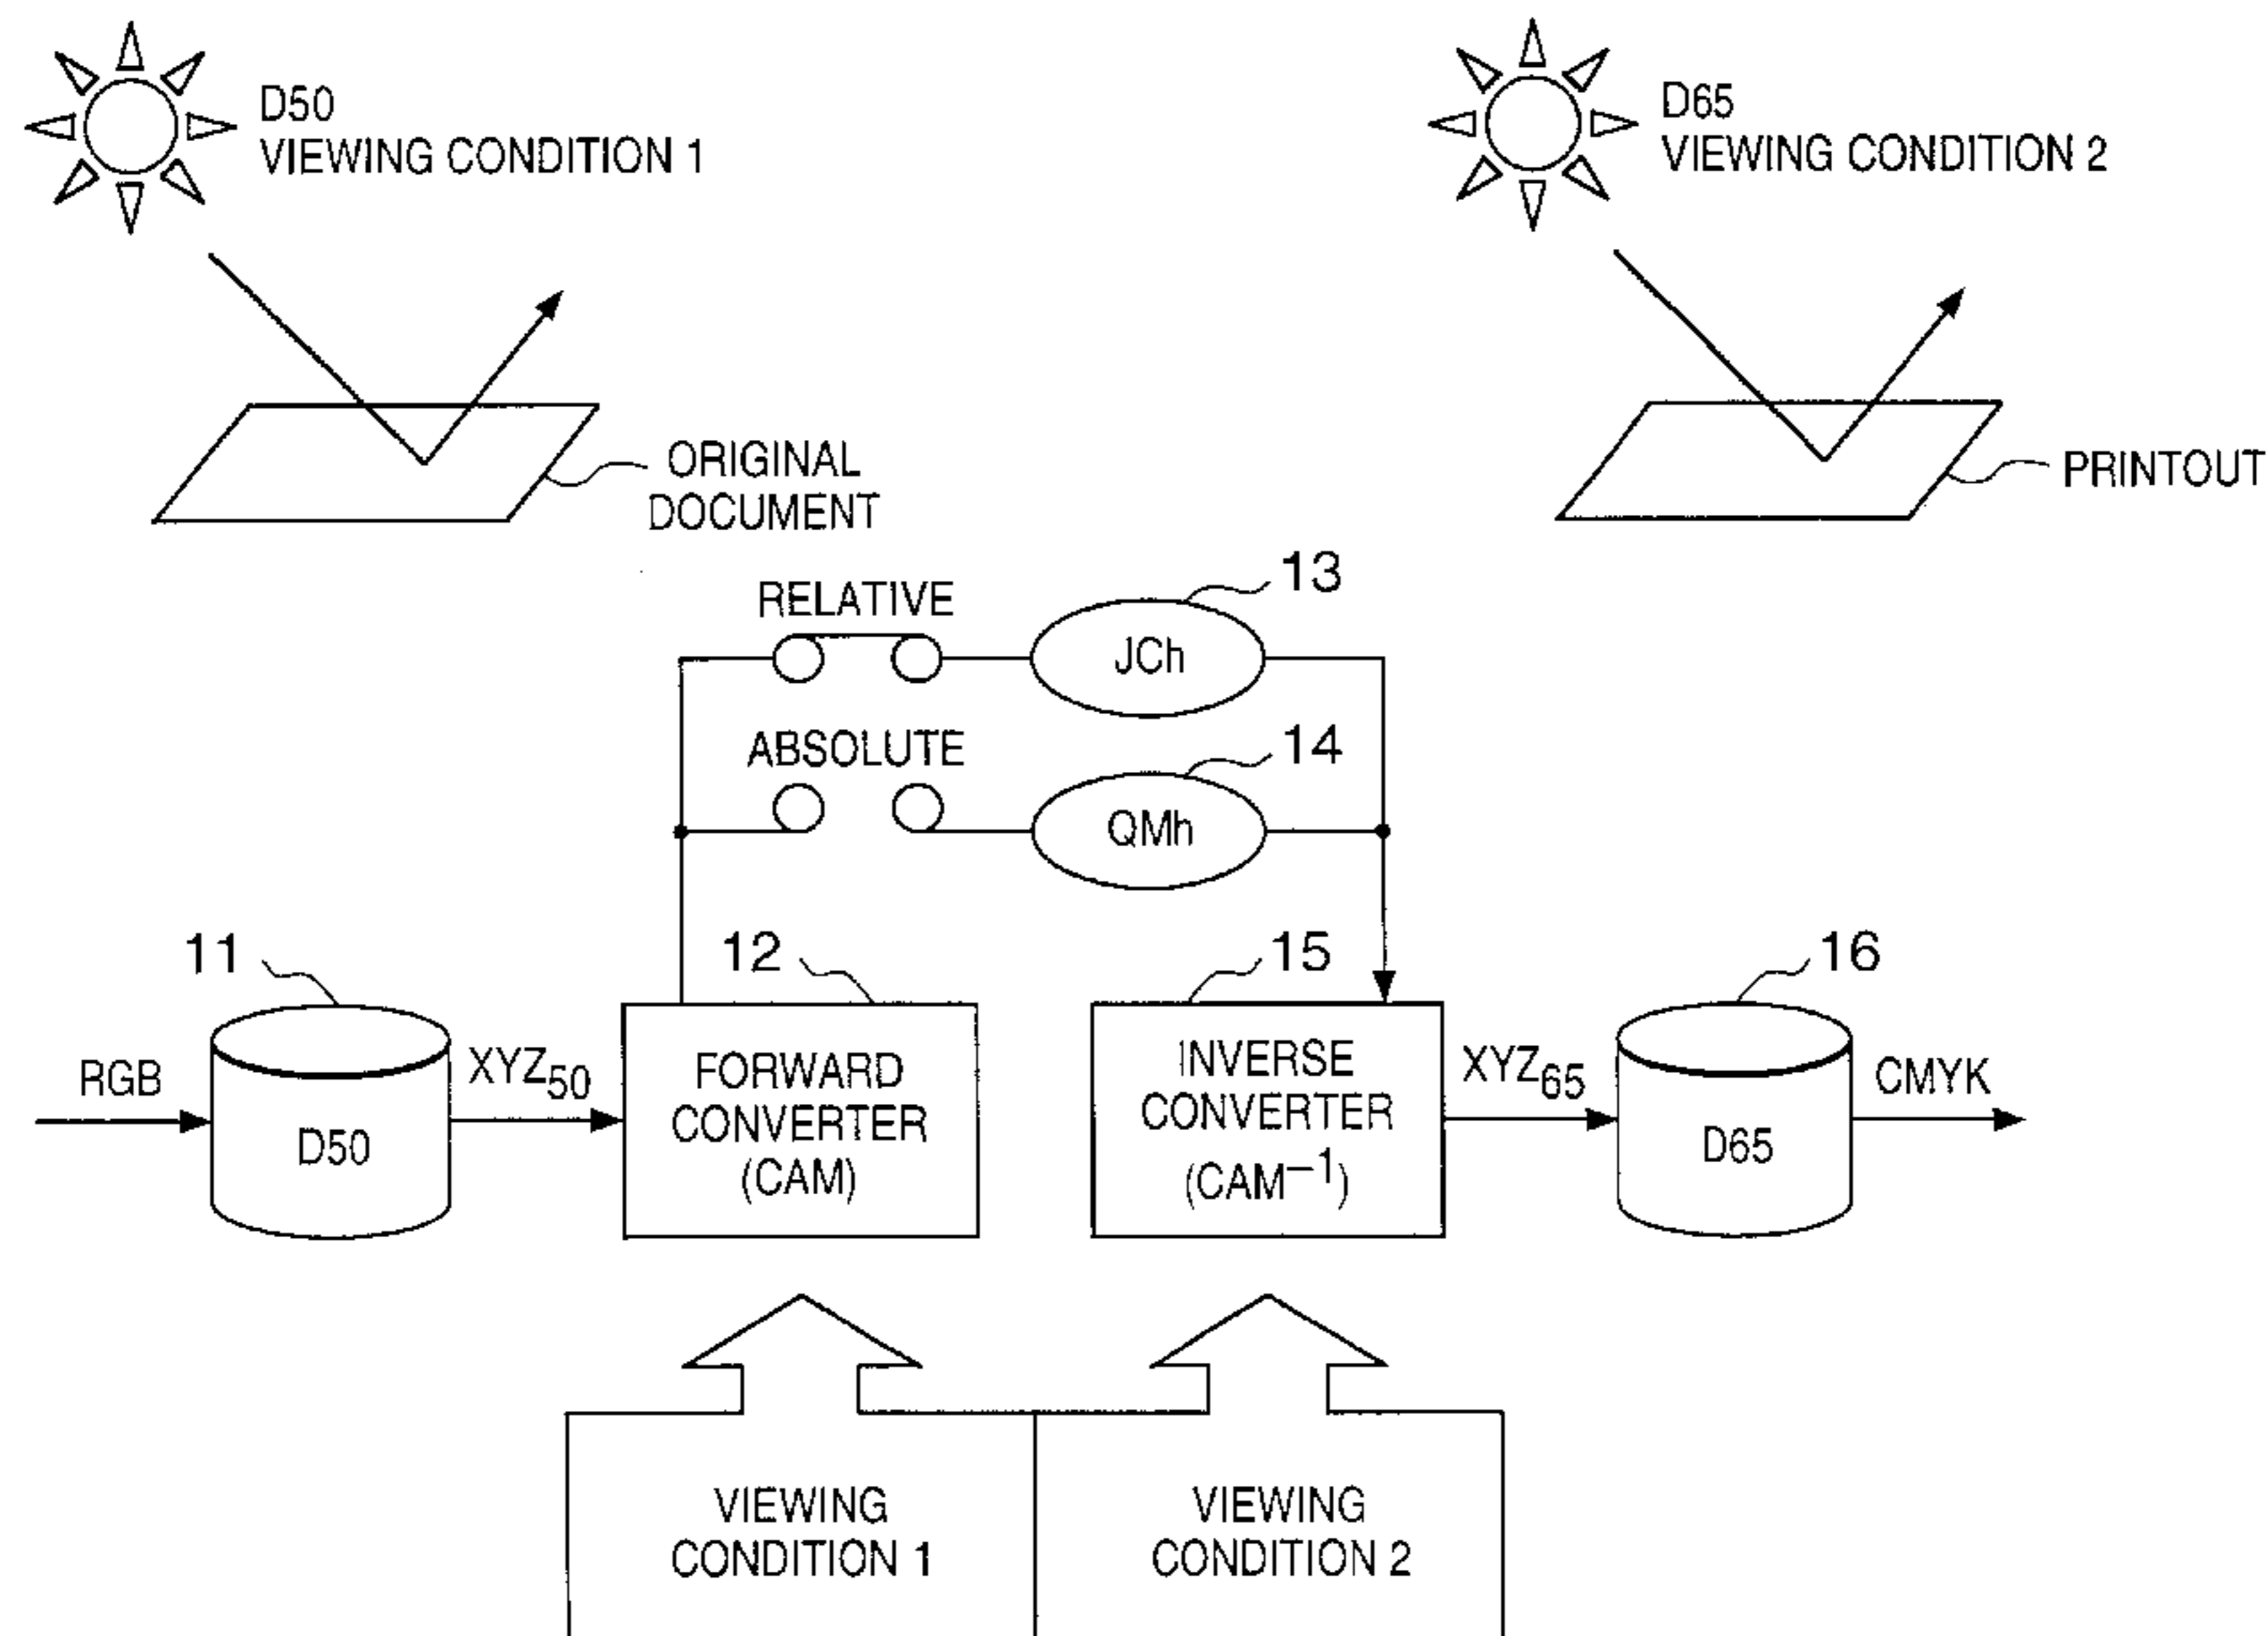 D50
VIEWING CONDITION 1
D65
VIEWING CONDITION 2
ORIGINAL
DOCUMENT
PRINTOUT
RELATIVE
13
JCh
ABSOLUTE
14
QMh
11
12
15
16
RGB
D50
XYZ50
FORWARD
CONVERTER
(CAM)
INVERSE
CONVERTER
(CAM−1)
XYZ65
D65
CMYK
VIEWING
CONDITION 1
VIEWING
CONDITION 2